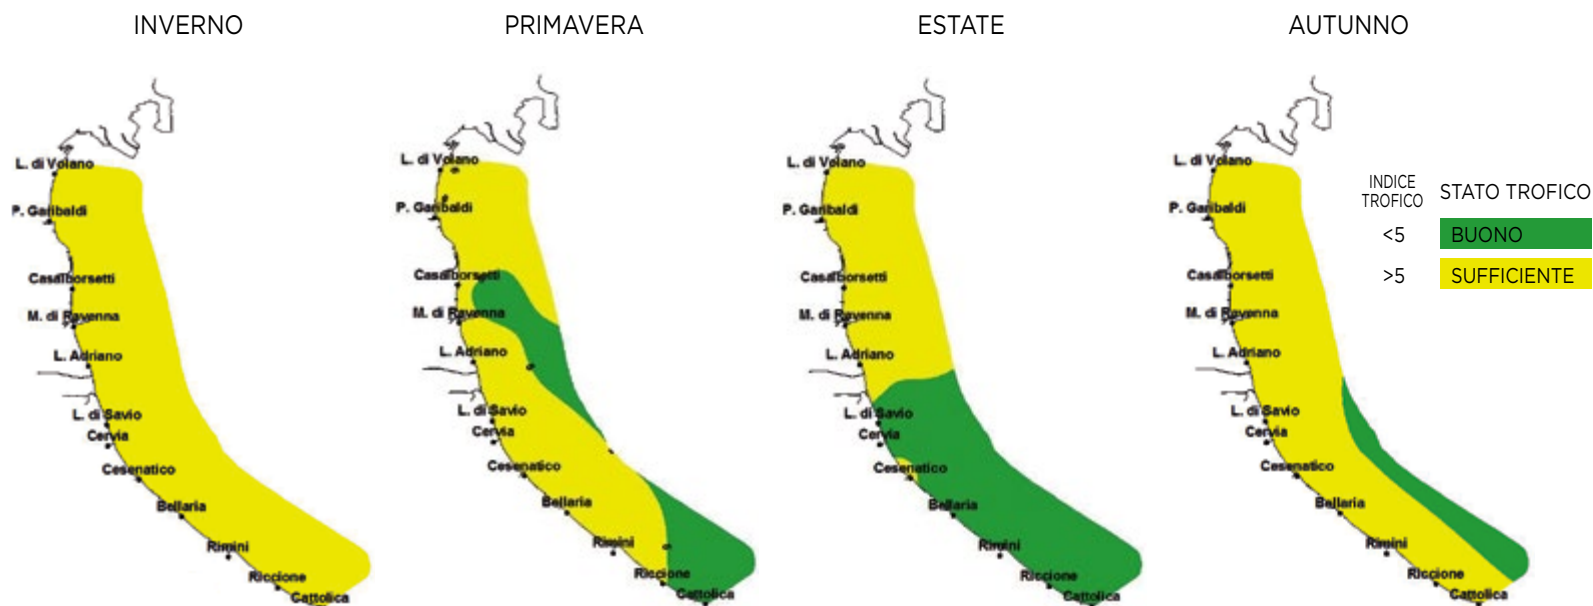 INVERNO
L. di Volano
P. Garibaldi
Casalborsetti
M. di Ravenna
L. Adriano
L. di Savio
Cervia
Cesenatico
Bellaria
Rimini
Riccione
Cattolica
PRIMAVERA
L. di Volano
P. Garibaldi
Casalborsetti
M. di Ravenna
L. Adriano
L. di Savio
Cervia
Cesenatico
Bellaria
Rimini
Riccione
Cattolica
ESTATE
L. di Volano
P. Garibaldi
Casalborsetti
M. di Ravenna
L. Adriano
L. di Savio
Cervia
Cesenatico
Bellaria
Rimini
Riccione
Cattolica
AUTUNNO
L. di Volano
P. Garibaldi
Casalborsetti
M. di Ravenna
L. Adriano
L. di Savio
Cervia
Cesenatico
Bellaria
Rimini
Riccione
Cattolica
INDICE
TROFICO
STATO TROFICO
<5 BUONO
>5 SUFFICIENTE